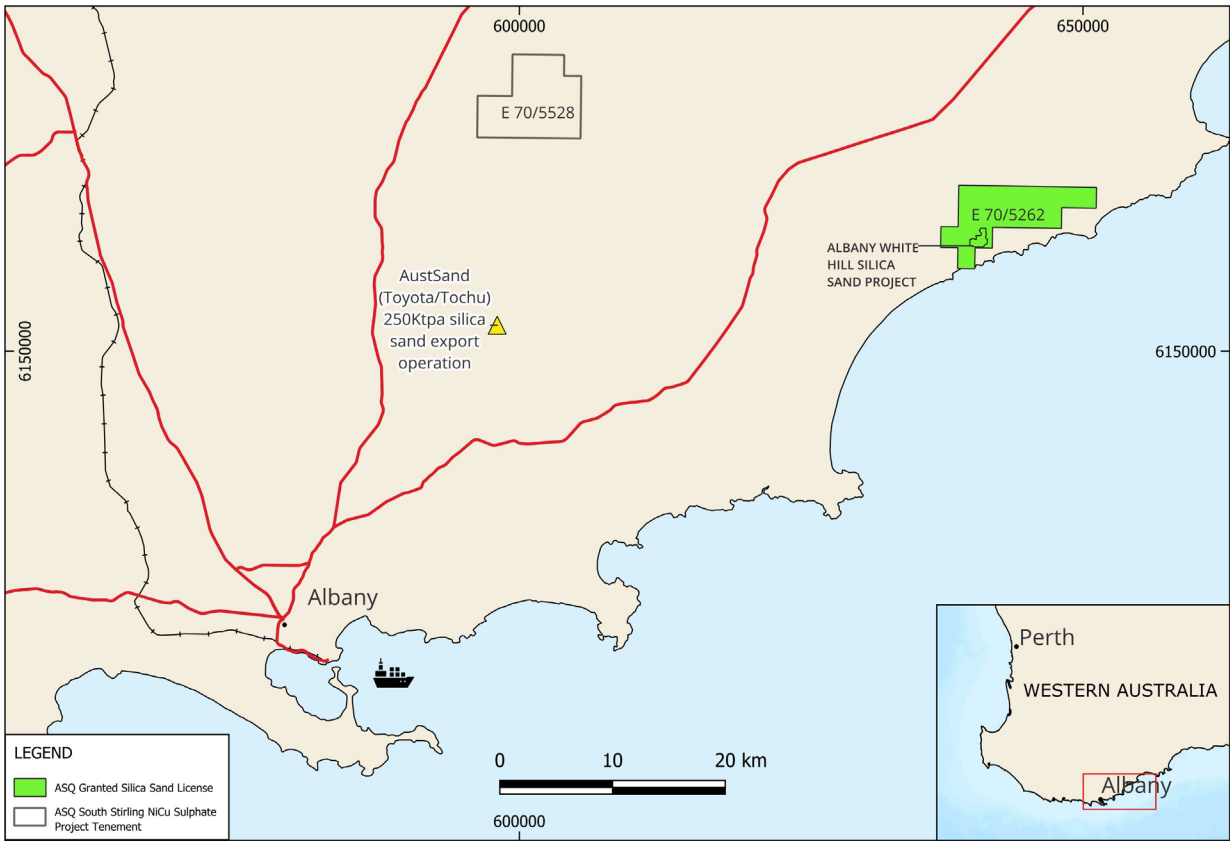 600000
650000
E 70/5528
E 70/5262
ALBANY WHITE
HILL SILICA
SAND PROJECT
AustSand
(Toyota/Tochu)
250Ktpa silica
sand export
operation
6150000
6150000
Albany
Perth
WESTERN AUSTRALIA
Albany
LEGEND
ASQ Granted Silica Sand License
ASQ South Stirling NiCu Sulphate
Project Tenement
0 10 20 km
600000